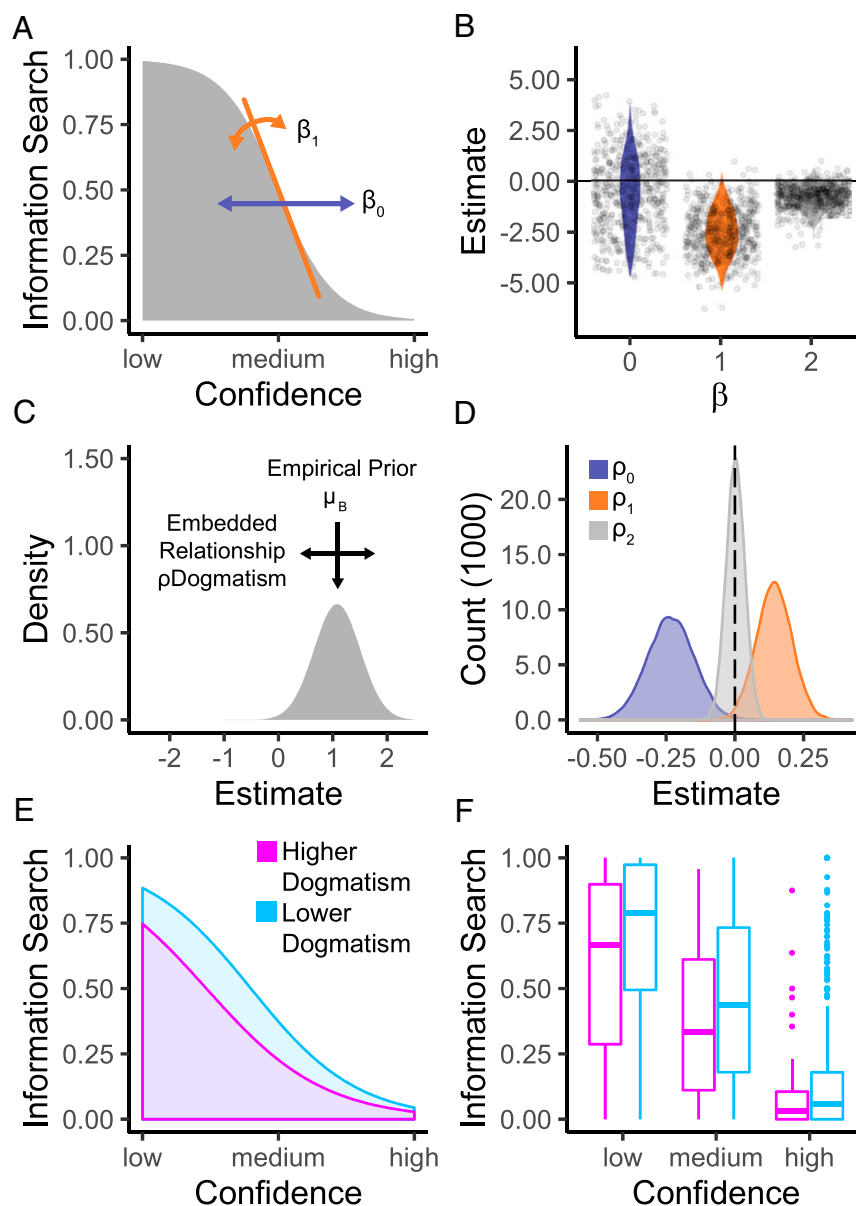 A
Information Search
1.00
0.75
0.50
0.25
0.00
β1
β0
low medium high
Confidence
B
Estimate
5.00
2.50
0.00
-2.50
-5.00
0 1 2
β
C
Density
1.50
1.00
0.50
0.00
Empirical Prior
μB
Embedded
Relationship
ρDogmatism
-2 -1 0 1 2
Estimate
D
Count (1000)
20.0
15.0
10.0
5.0
0.0
ρ0
ρ1
ρ2
-0.50 -0.25 0.00 0.25
Estimate
E
Information Search
1.00
0.75
0.50
0.25
0.00
Higher
Dogmatism
Lower
Dogmatism
low medium high
Confidence
F
Information Search
1.00
0.75
0.50
0.25
0.00
low medium high
Confidence